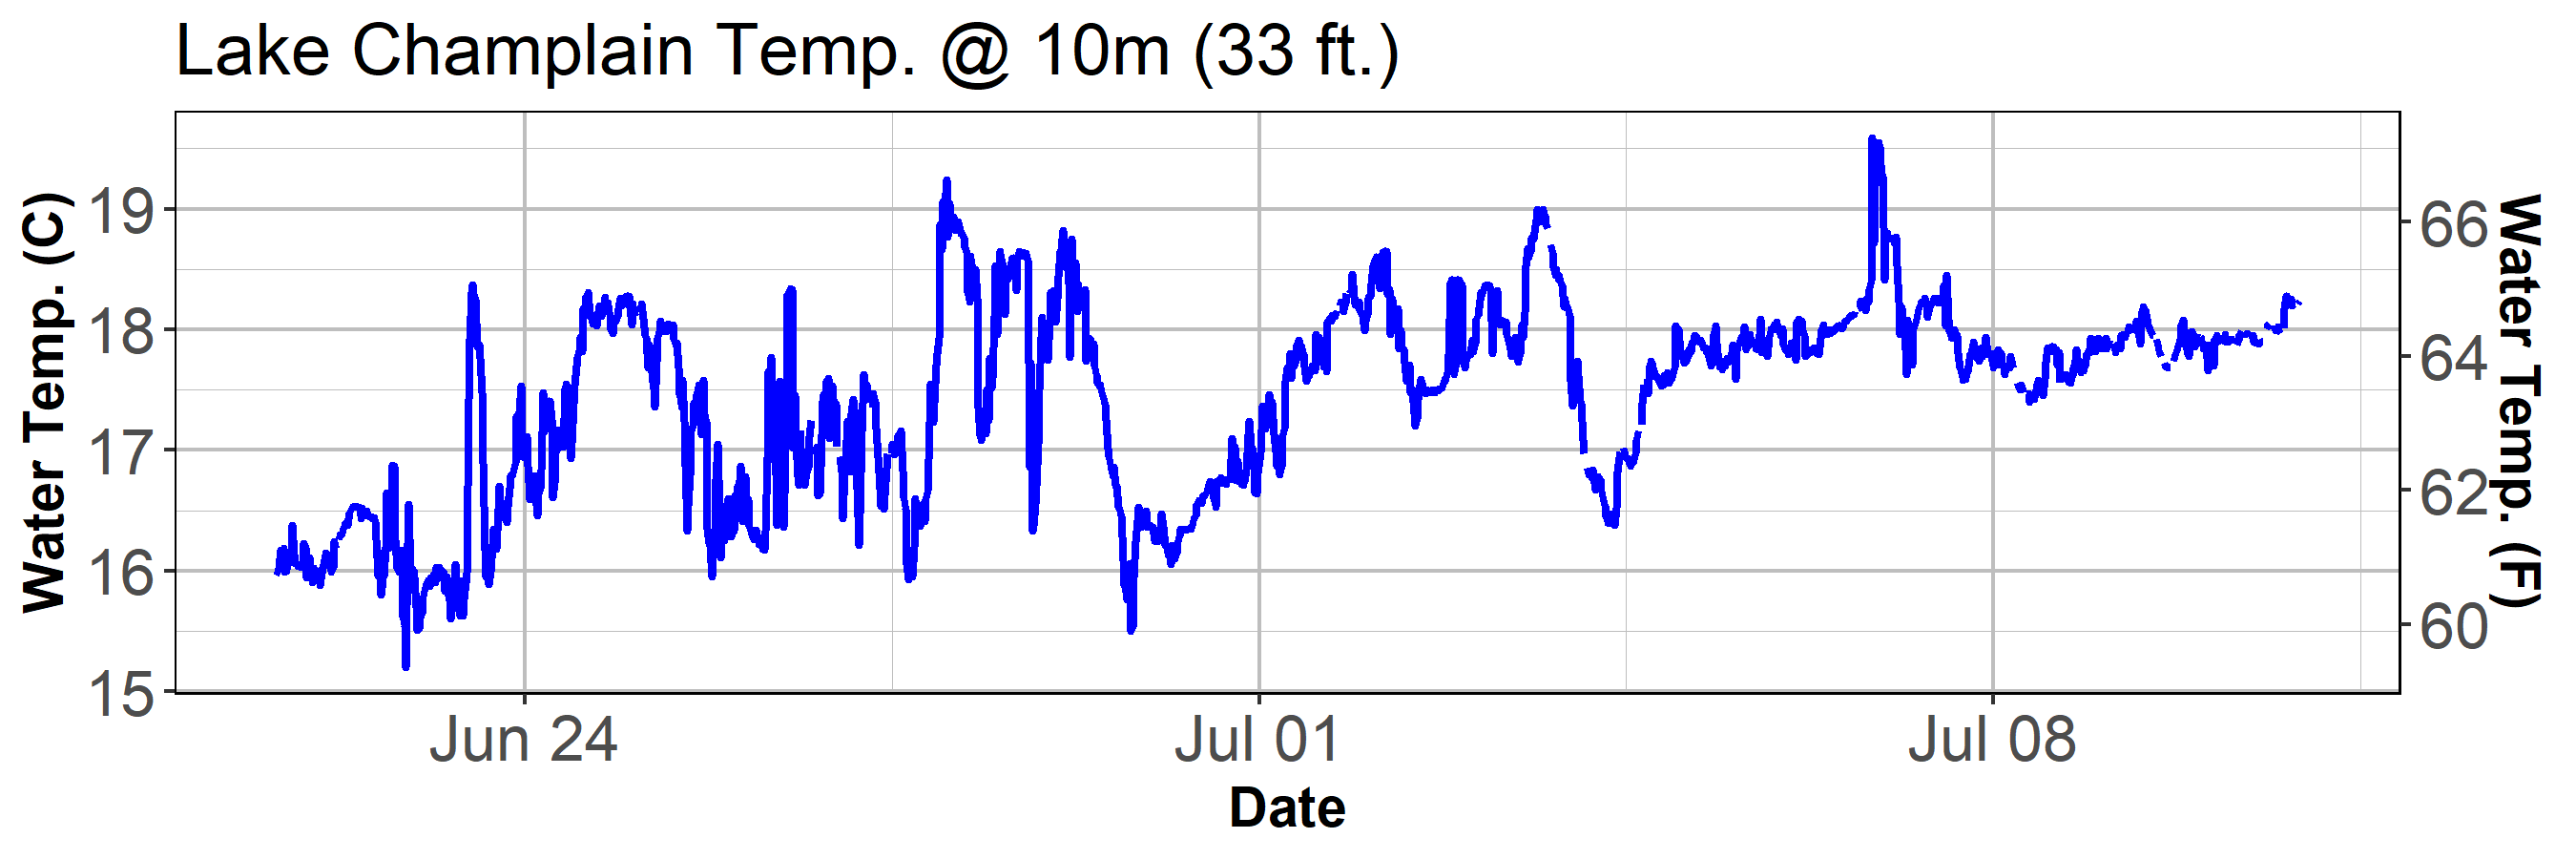 Lake Champlain Temp. @ 10m (33 ft.)
Water Temp. (C)
19
18
17
16
15
66
64
62
60
Water Temp. (F)
Jun 24
Jul 01
Jul 08
Date